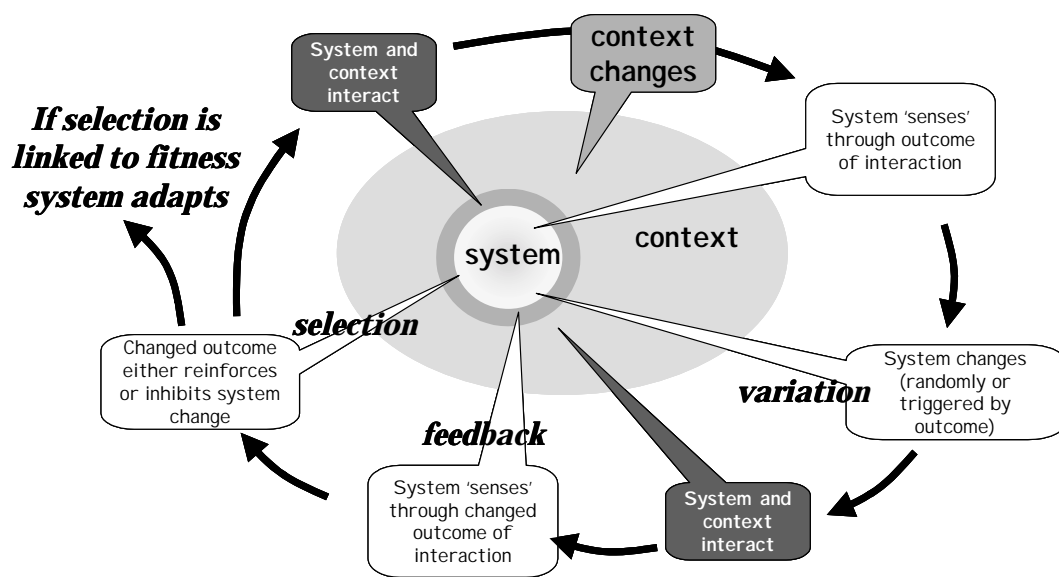 System and
context
interact
context
changes
System ‘senses’
through outcome
of interaction
If selection is
linked to fitness
system adapts
system
context
selection
Changed outcome
either reinforces
or inhibits system
change
variation
System changes
(randomly or
triggered by
outcome)
feedback
System ‘senses’
through changed
outcome of
interaction
System and
context
interact